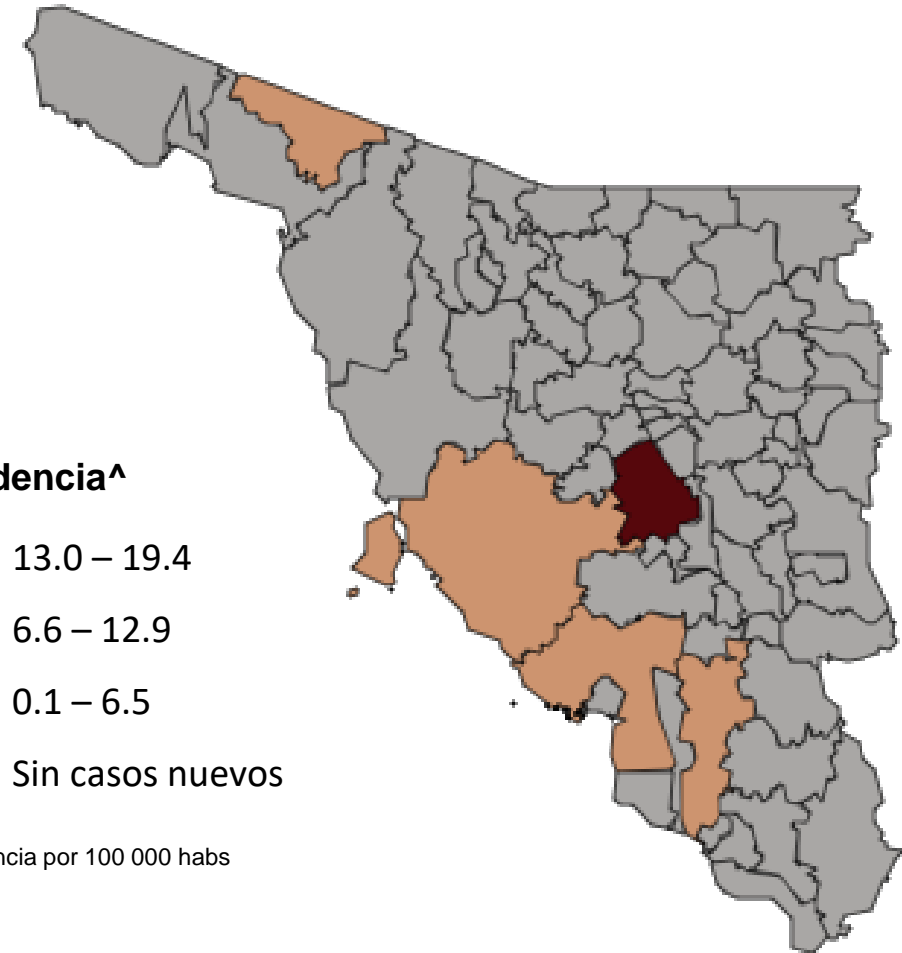 dencia^
13.0 – 19.4
6.6 – 12.9
0.1 – 6.5
Sin casos nuevos
ncia por 100 000 habs